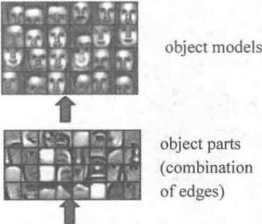 object models
object parts
(combination
of edges)